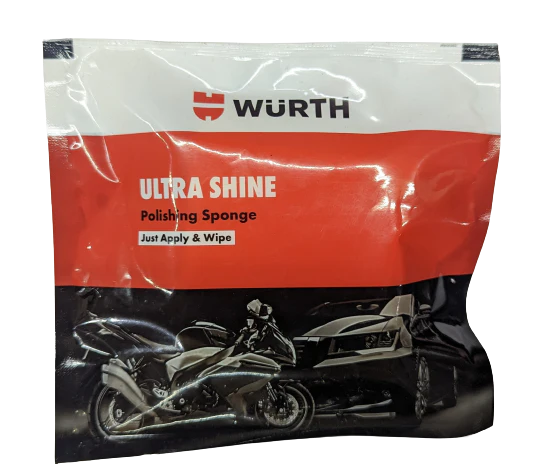 WÜRTH
ULTRA SHINE
Polishing Sponge
Just Apply & Wipe